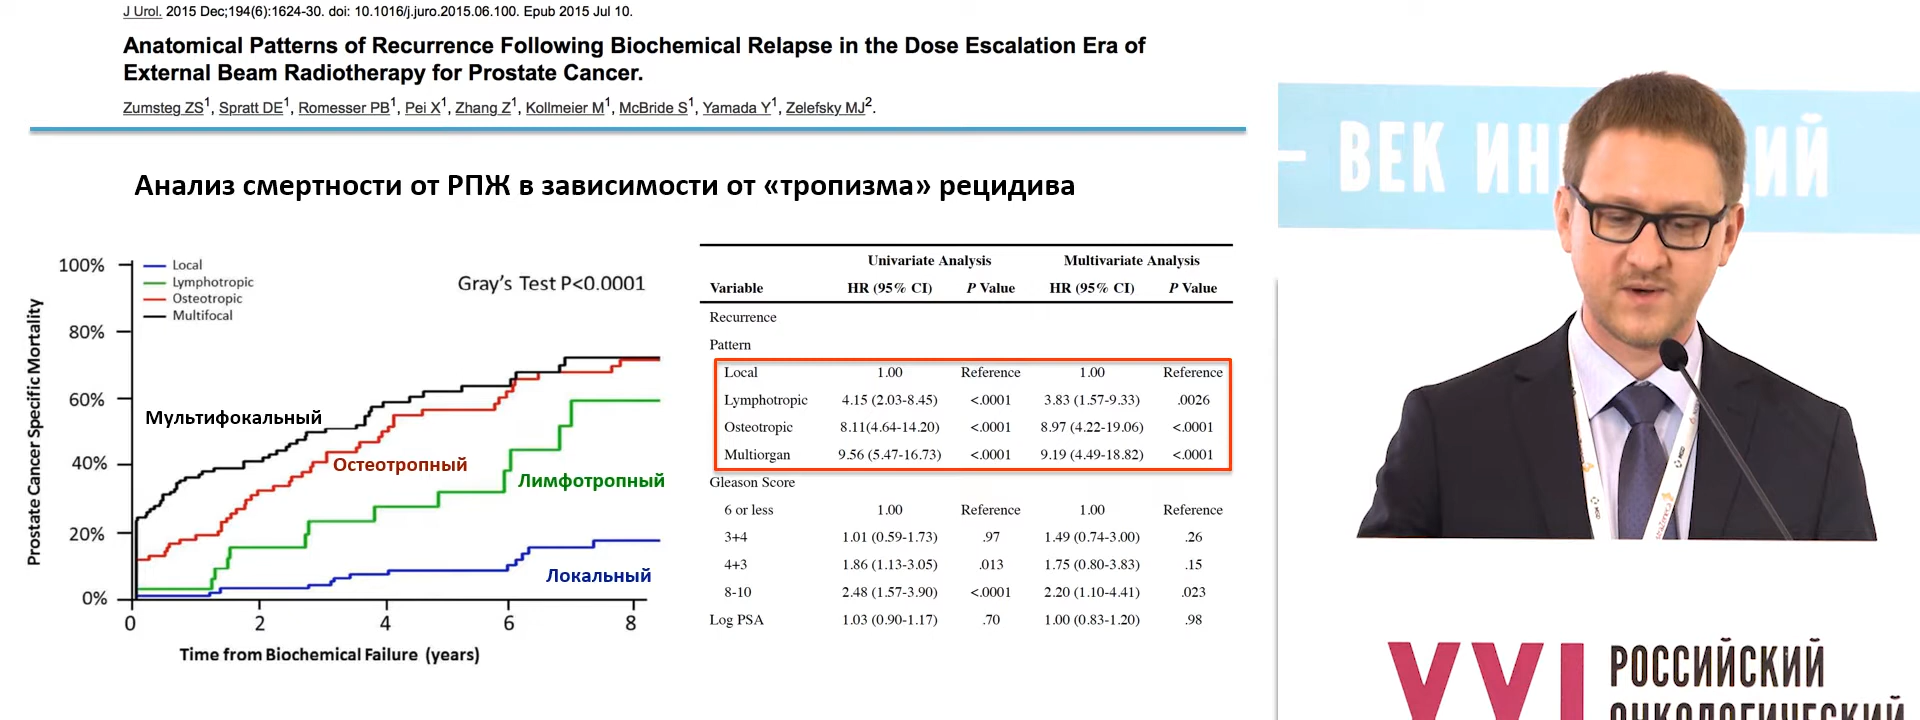 J Urol. 2015 Dec;194(6):1624-30. doi: 10.1016/j.juro.2015.06.100. Epub 2015 Jul 10.
Anatomical Patterns of Recurrence Following Biochemical Relapse in the Dose Escalation Era of
External Beam Radiotherapy for Prostate Cancer.
Zumsteg ZS1, Spratt DE1, Romesser PB1, Pei X1, Zhang Z1, Kollmeier M1, McBride S1, Yamada Y1, Zelefsky MJ2.
Анализ смертности от РПЖ в зависимости от «тропизма» рецидива
Prostate Cancer Specific Mortality
100%
80%
60%
40%
20%
0%
Local
Lymphotropic
Osteotropic
Multifocal
Gray's Test P<0.0001
Мультифокальный
Остеотропный
Лимфотропный
Локальный
0 2 4 6 8
Time from Biochemical Failure (years)
Univariate Analysis Multivariate Analysis
Variable HR (95% CI) P Value HR (95% CI) P Value
Recurrence
Pattern
Local 1.00 Reference 1.00 Reference
Lymphotropic 4.15 (2.03-8.45) <.0001 3.83 (1.57-9.33) .0026
Osteotropic 8.11(4.64-14.20) <.0001 8.97 (4.22-19.06) <.0001
Multiorgan 9.56 (5.47-16.73) <.0001 9.19 (4.49-18.82) <.0001
Gleason Score
6 or less 1.00 Reference 1.00 Reference
3+4 1.01 (0.59-1.73) .97 1.49 (0.74-3.00) .26
4+3 1.86 (1.13-3.05) .013 1.75 (0.80-3.83) .15
8-10 2.48 (1.57-3.90) <.0001 2.20 (1.10-4.41) .023
Log PSA 1.03 (0.90-1.17) .70 1.00 (0.83-1.20) .98
– ВЕК ИН ЦИЙ
XXI РОССИЙСКИЙ
ОНКОЛОГИЧЕСКИЙ